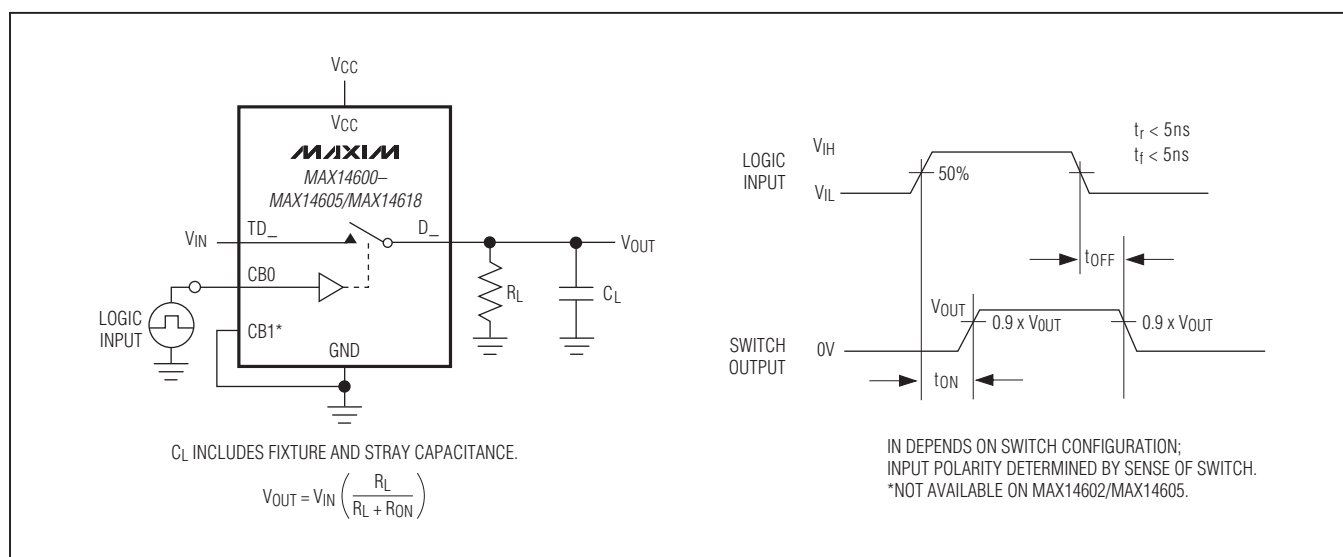 VCC
VCC
MAXIM
MAX14600–
MAX14605/MAX14618
VIN
TD_
D_
VOUT
CB0
RL
CL
LOGIC
INPUT
CB1*
GND
CL INCLUDES FIXTURE AND STRAY CAPACITANCE.
VOUT = VIN ( RL / RL + RON )
tr < 5ns
tf < 5ns
LOGIC
INPUT
VIH
50%
VIL
tOFF
VOUT
0.9 x VOUT
0.9 x VOUT
SWITCH
OUTPUT
0V
tON
IN DEPENDS ON SWITCH CONFIGURATION;
INPUT POLARITY DETERMINED BY SENSE OF SWITCH.
*NOT AVAILABLE ON MAX14602/MAX14605.